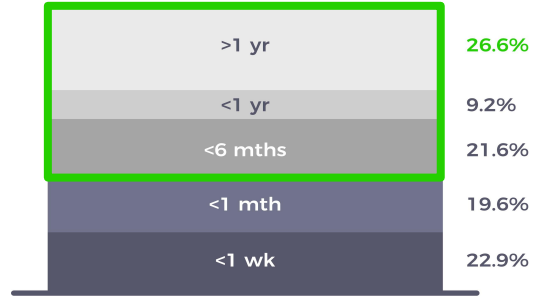 >1 yr 26.6%
<1 yr 9.2%
<6 mths 21.6%
<1 mth 19.6%
<1 wk 22.9%